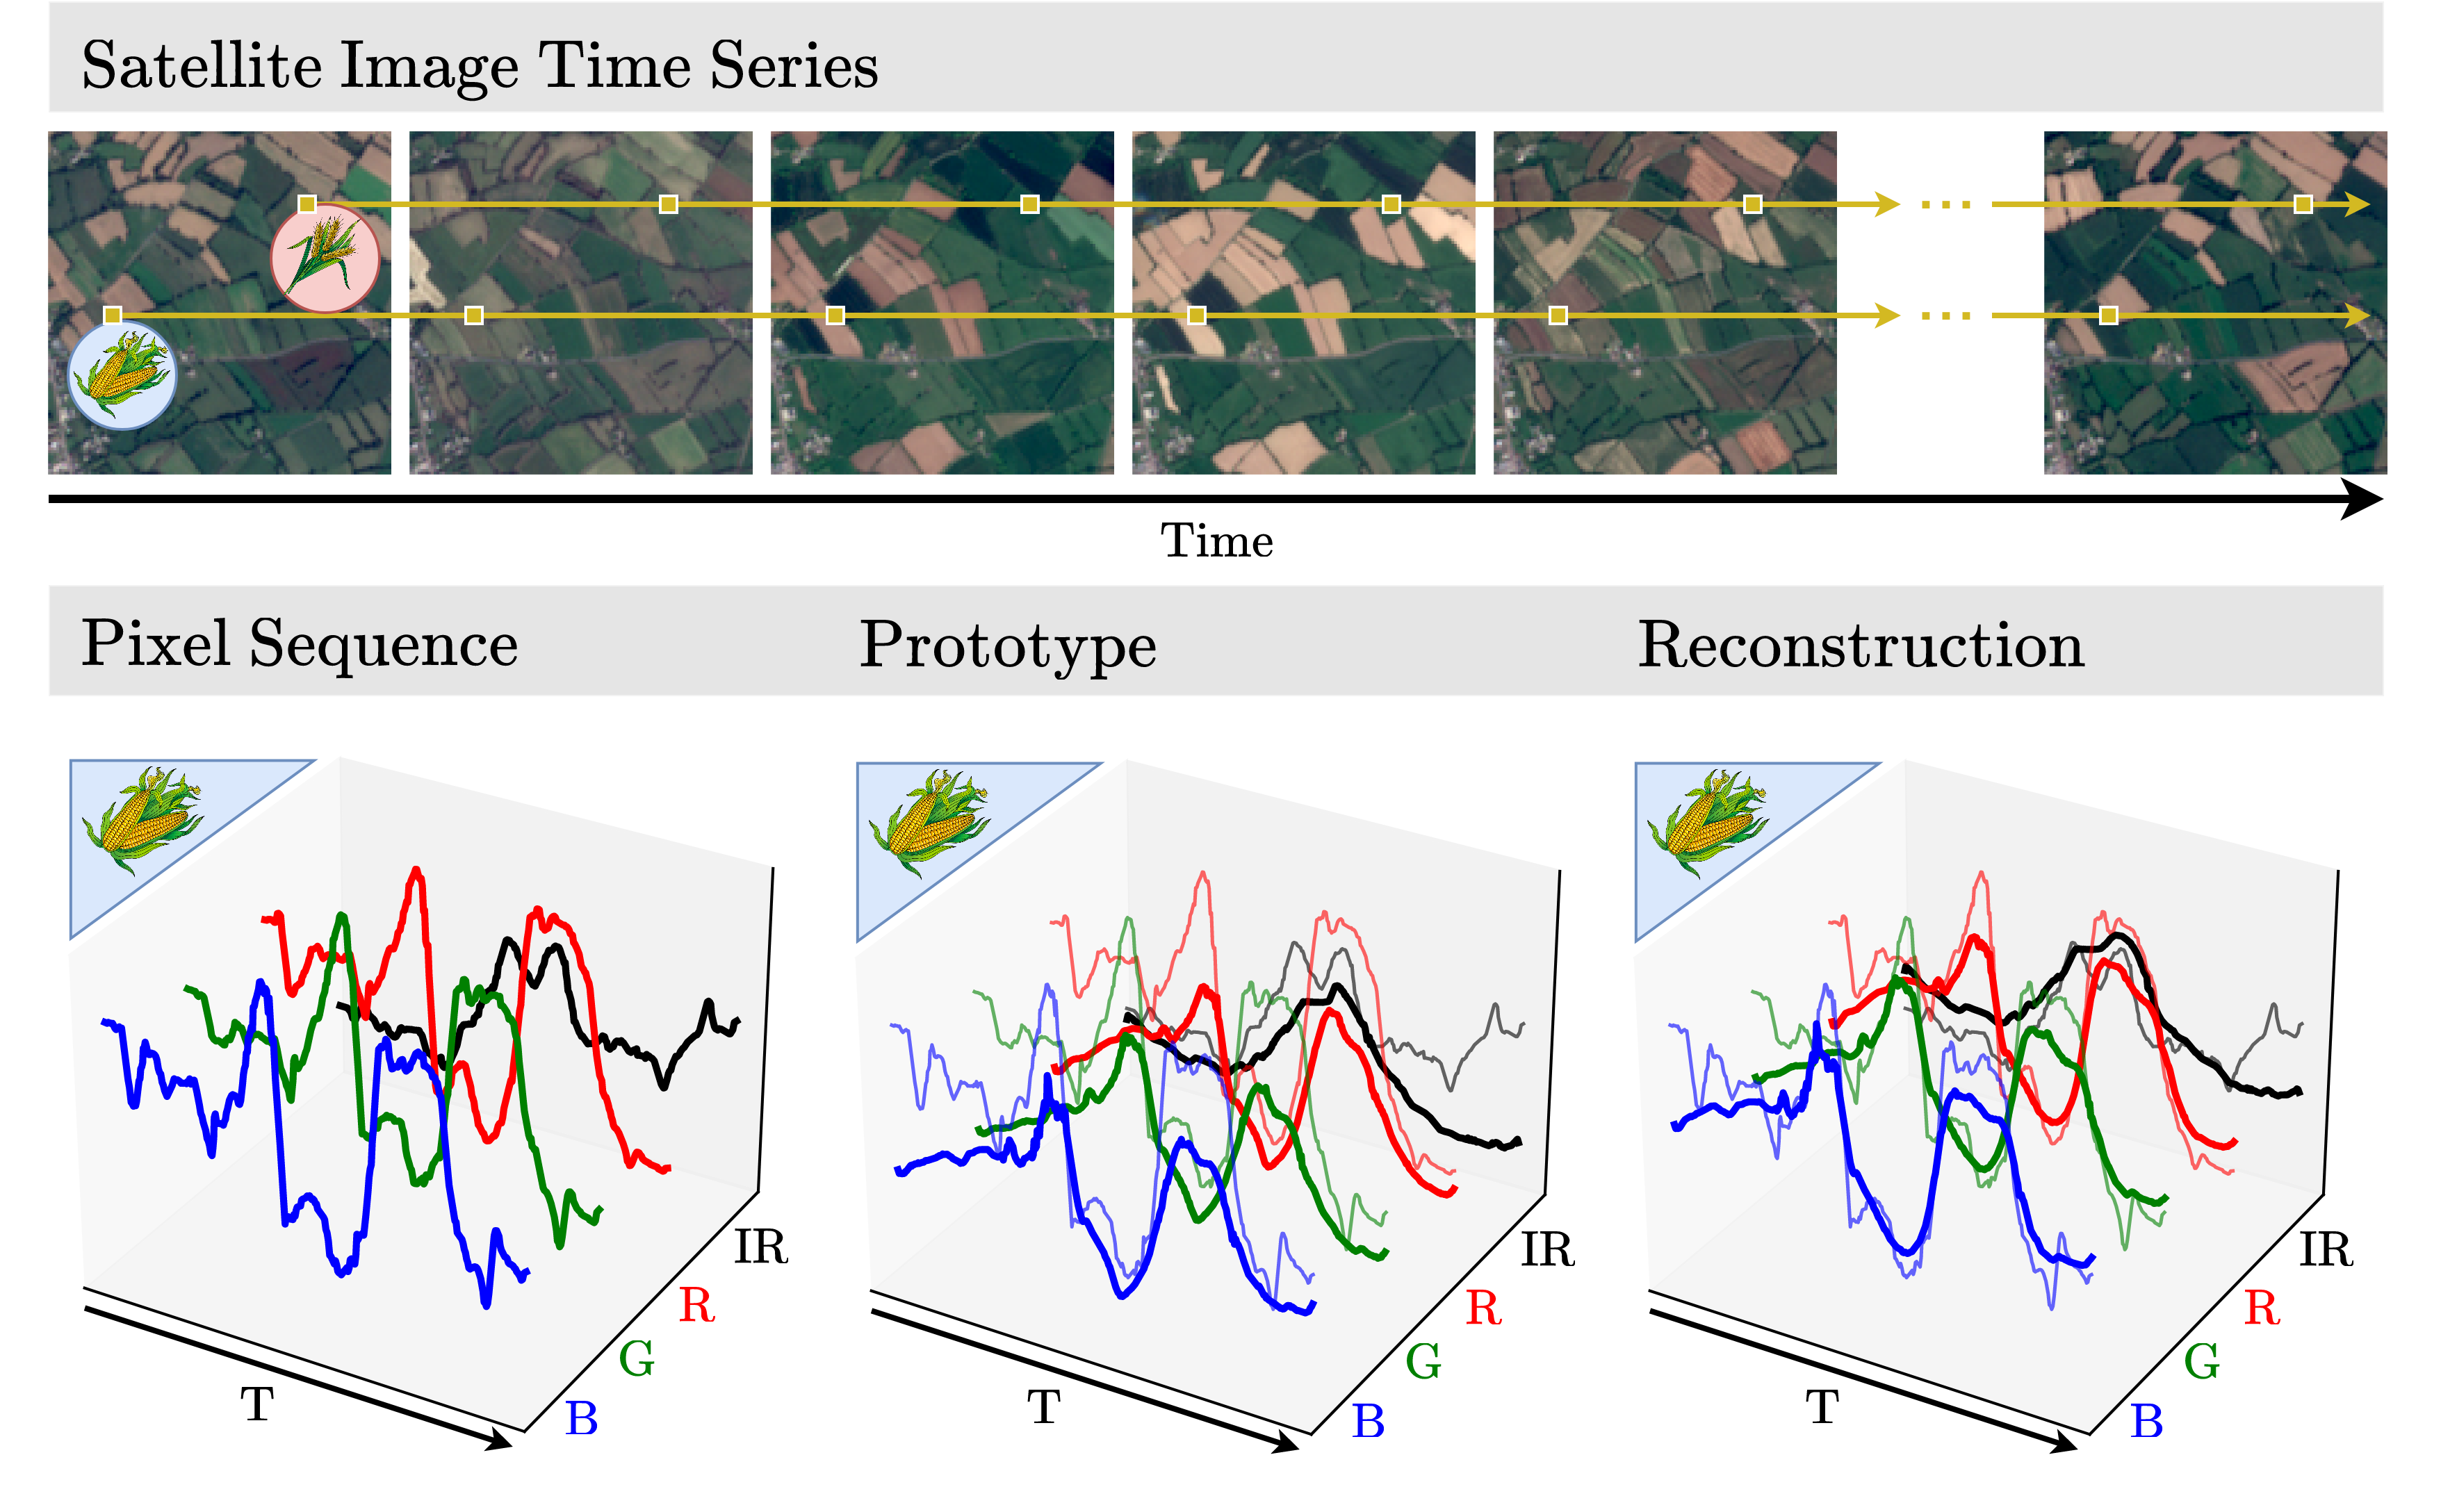 Satellite Image Time Series
Time
Pixel Sequence
Prototype
Reconstruction
IR
R
G
B
T
IR
R
G
B
T
IR
R
G
B
T